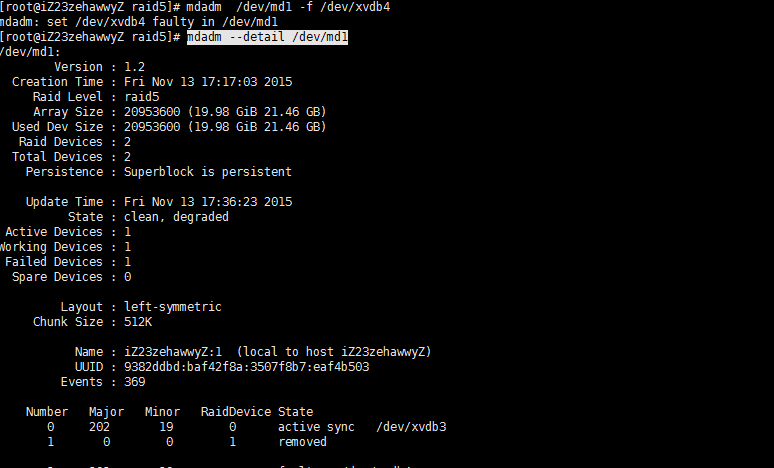 [root@iZ23zehawwyZ raid5]# mdadm  /dev/md1 -f /dev/xvdb4
mdadm: set /dev/xvdb4 faulty in /dev/md1
[root@iZ23zehawwyZ raid5]# mdadm --detail /dev/md1
/dev/md1:
Version : 1.2
Creation Time : Fri Nov 13 17:17:03 2015
Raid Level : raid5
Array Size : 20953600 (19.98 GiB 21.46 GB)
Used Dev Size : 20953600 (19.98 GiB 21.46 GB)
Raid Devices : 2
Total Devices : 2
Persistence : Superblock is persistent
Update Time : Fri Nov 13 17:36:23 2015
State : clean, degraded
Active Devices : 1
Working Devices : 1
Failed Devices : 1
Spare Devices : 0
Layout : left-symmetric
Chunk Size : 512K
Name : iZ23zehawwyZ:1  (local to host iZ23zehawwyZ)
UUID : 9382ddbd:baf42f8a:3507f8b7:eaf4b503
Events : 369
Number   Major   Minor   RaidDevice State
0     202       19        0      active sync   /dev/xvdb3
1       0        0        1      removed